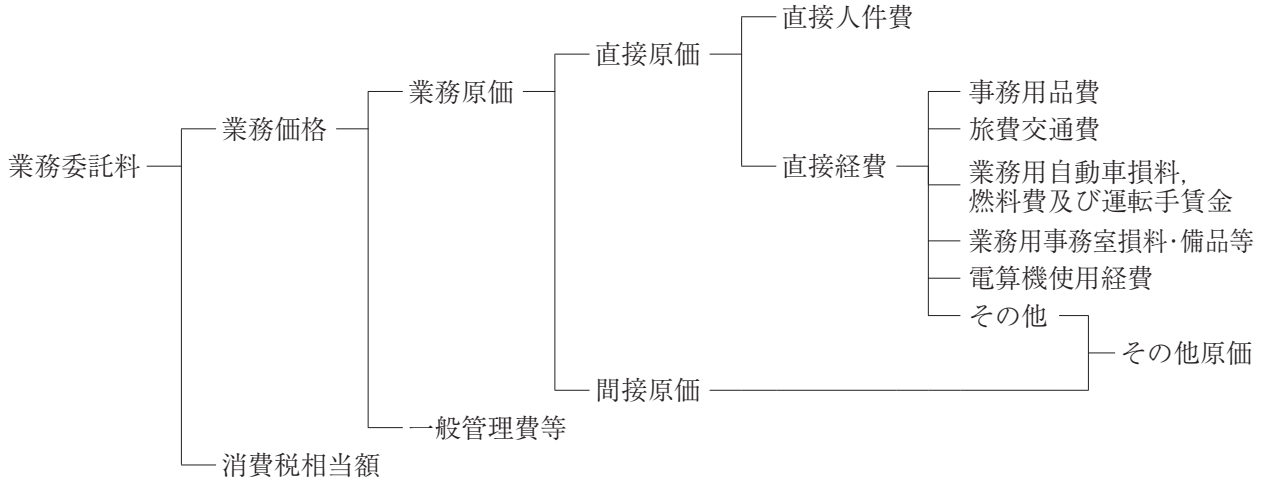 直接人件費
直接原価
業務原価
事務用品費
業務価格
旅費交通費
業務委託料
直接経費
業務用自動車損料,
燃料費及び運転手賃金
業務用事務室損料・備品等
電算機使用経費
その他
その他原価
間接原価
一般管理費等
消費税相当額